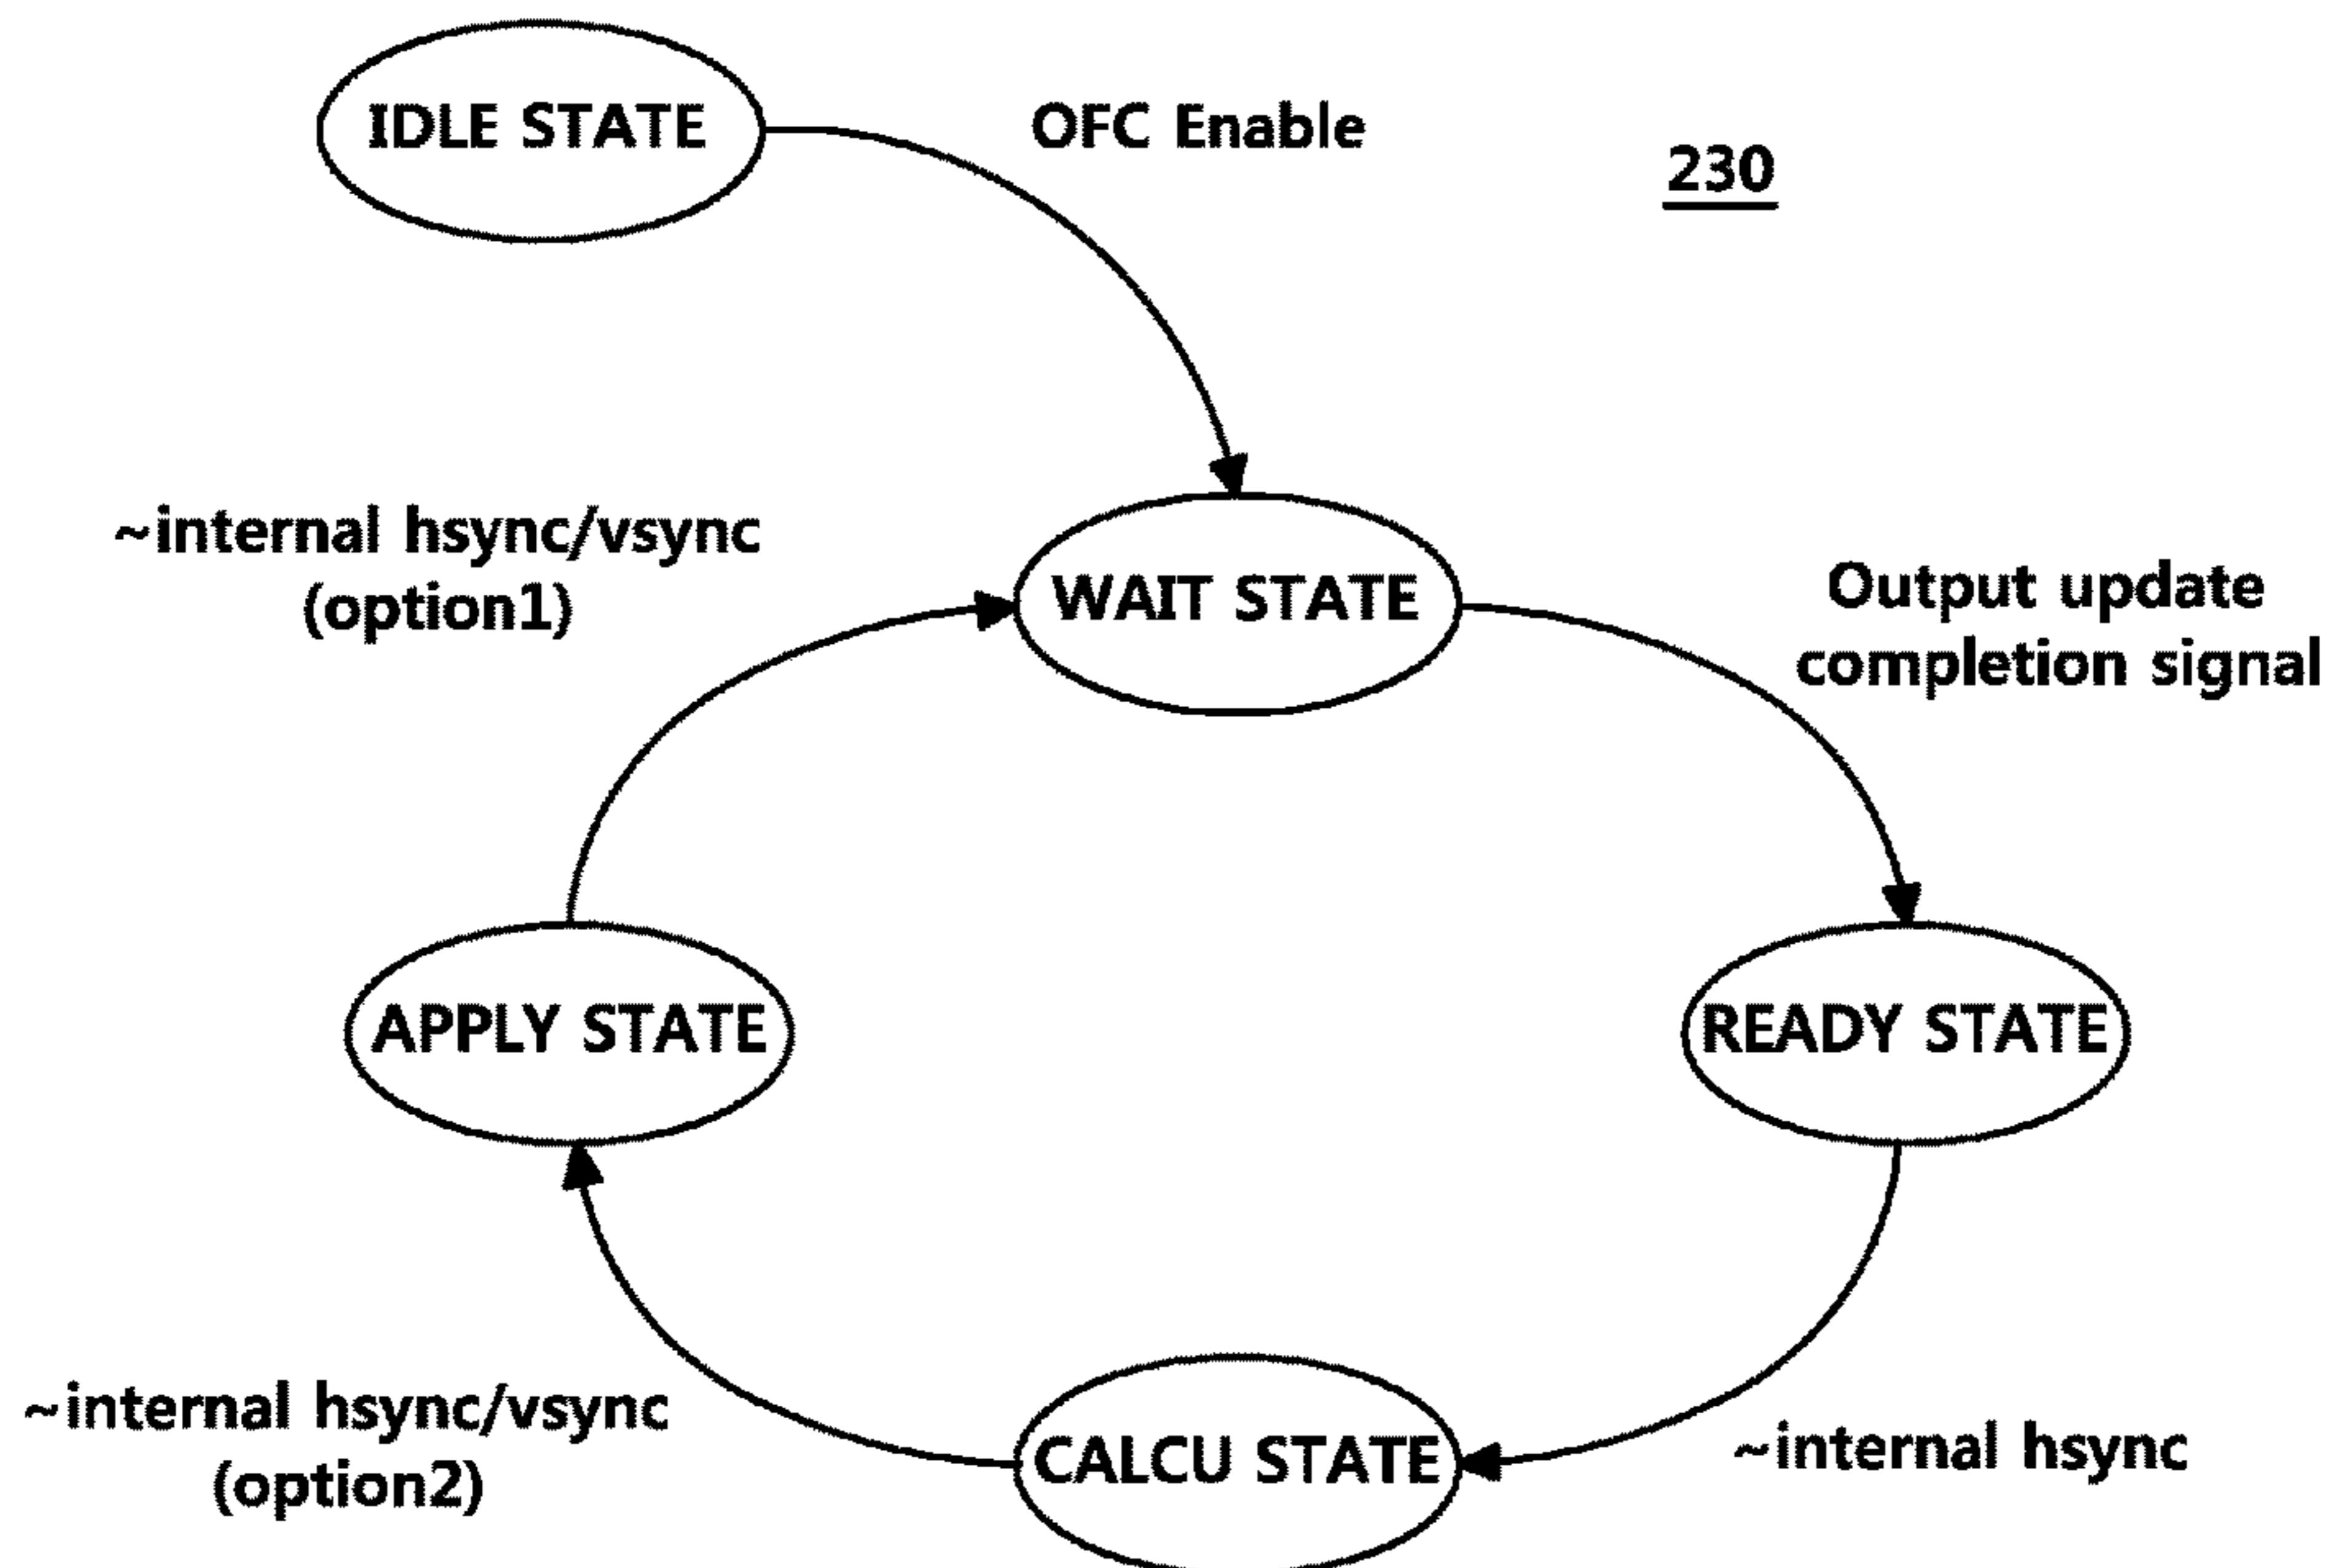 IDLE STATE
OFC Enable
230
~internal hsync/vsync
(option1)
WAIT STATE
Output update
completion signal
APPLY STATE
READY STATE
~internal hsync/vsync
(option2)
CALCU STATE
~internal hsync